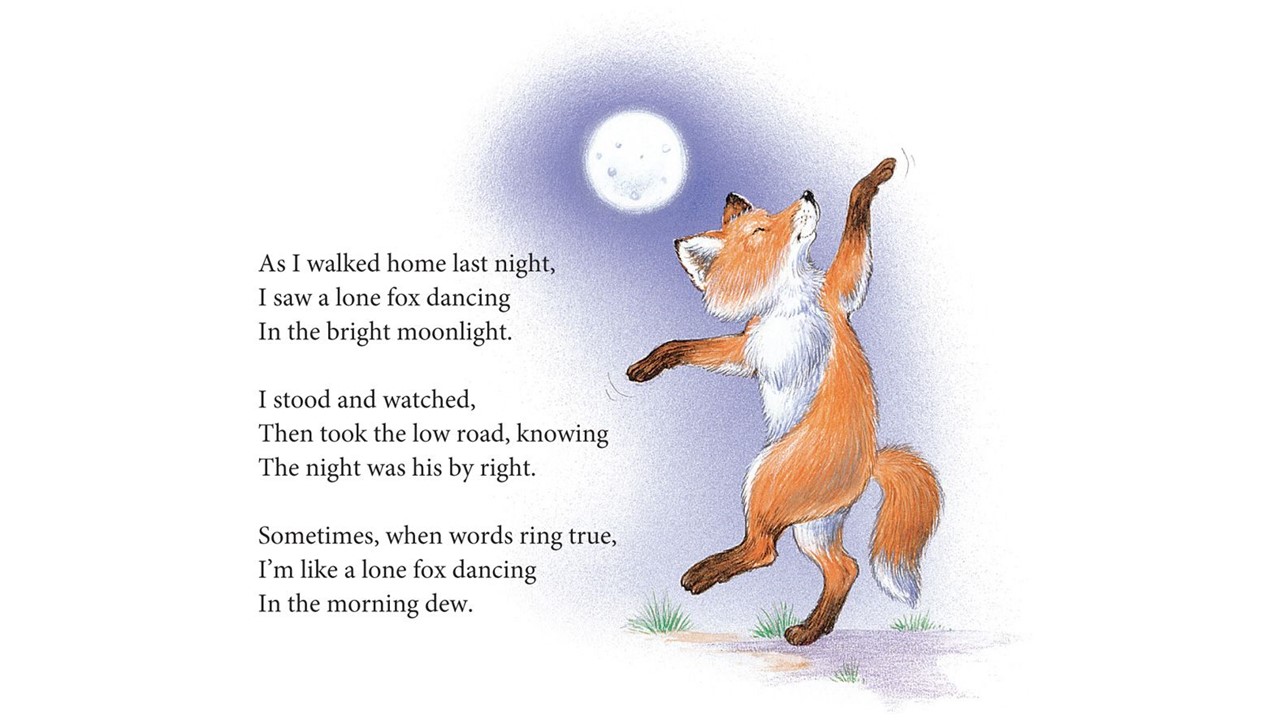 As I walked home last night,
I saw a lone fox dancing
In the bright moonlight.
I stood and watched,
Then took the low road, knowing
The night was his by right.
Sometimes, when words ring true,
I’m like a lone fox dancing
In the morning dew.